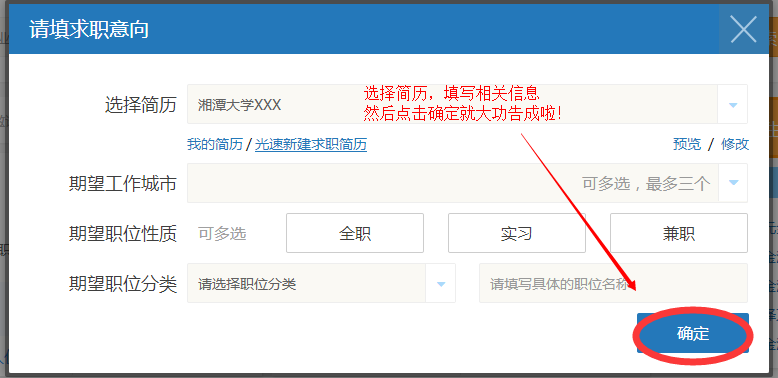 请填求职意向
选择简历 湘潭大学XXX
选择简历，填写相关信息
然后点击确定就大功告成啦!
我的简历 / 光速新建求职简历 预览 / 修改
期望工作城市 可多选，最多三个
期望职位性质 可多选 全职 实习 兼职
期望职位分类 请选择职位分类 请填写具体的职位名称
确定